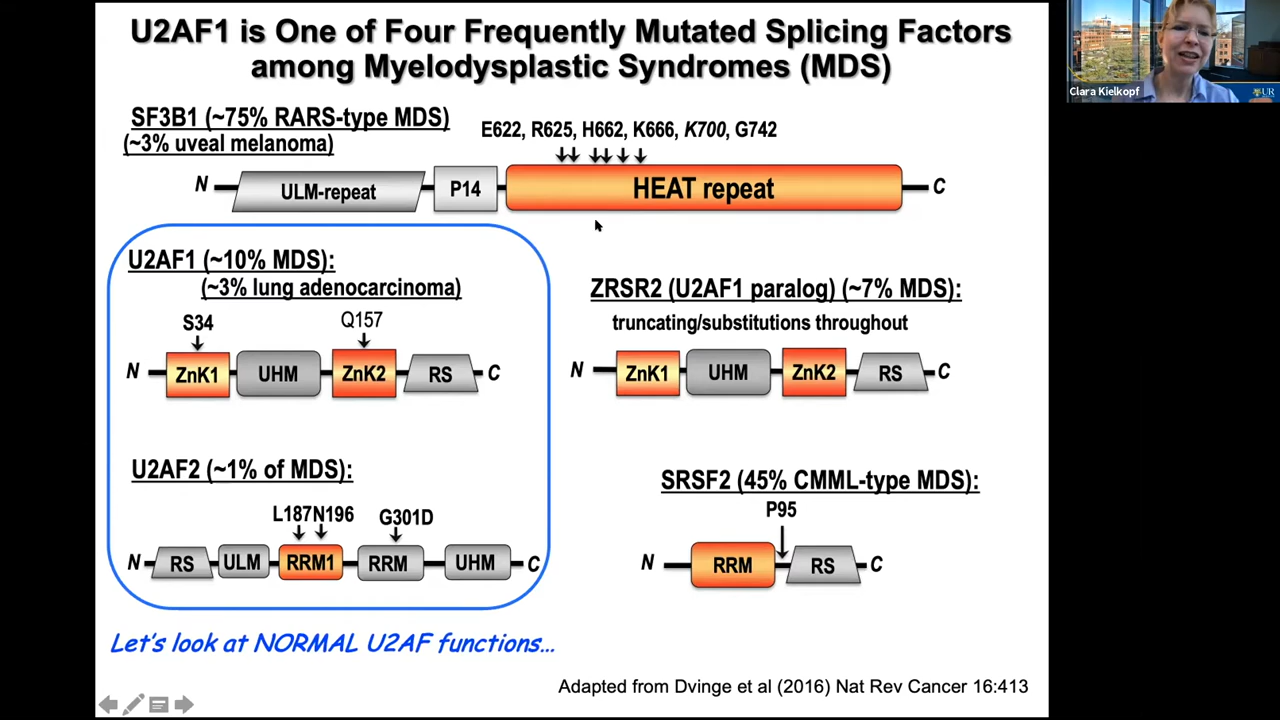 U2AF1 is One of Four Frequently Mutated Splicing Factors
among Myelodysplastic Syndromes (MDS)
Clara Kielkopf
UR
SF3B1 (~75% RARS-type MDS)
(~3% uveal melanoma)
E622, R625, H662, K666, K700, G742
N ULM-repeat P14 HEAT repeat C
U2AF1 (~10% MDS):
(~3% lung adenocarcinoma)
S34 Q157
N ZnK1 UHM ZnK2 RS C
ZRSR2 (U2AF1 paralog) (~7% MDS):
truncating/substitutions throughout
N ZnK1 UHM ZnK2 RS C
U2AF2 (~1% of MDS):
L187N196 G301D
N RS ULM RRM1 RRM UHM C
SRSF2 (45% CMML-type MDS):
P95
N RRM RS C
Let's look at NORMAL U2AF functions...
Adapted from Dvinge et al (2016) Nat Rev Cancer 16:413